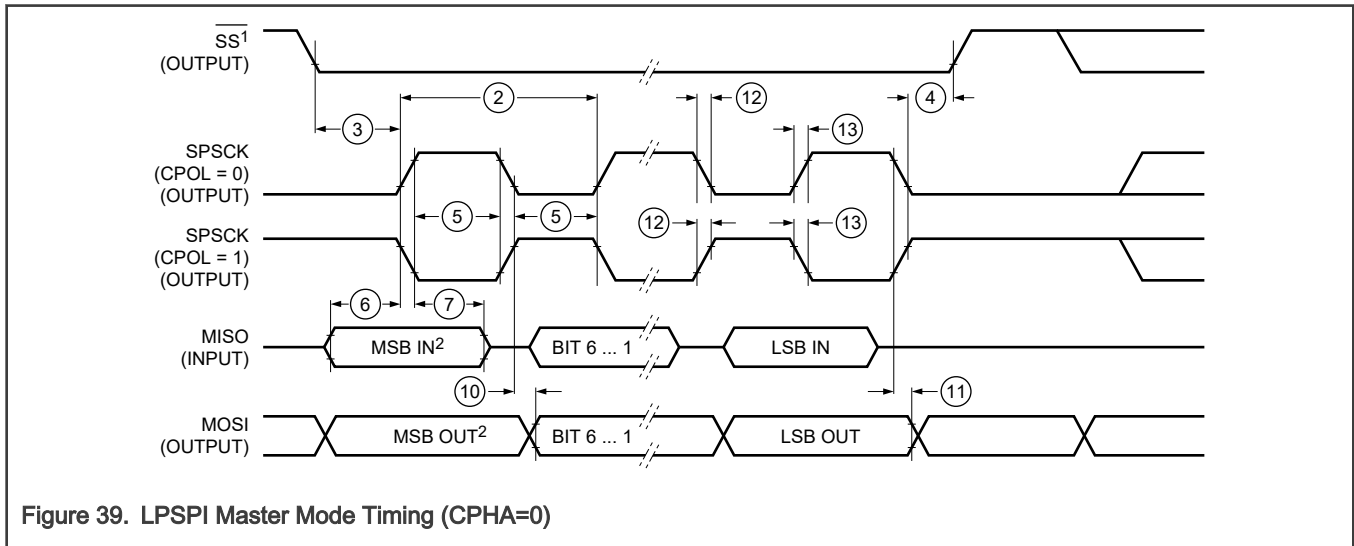 SS1
(OUTPUT)
2
12
4
3
13
SPSCK
(CPOL = 0)
(OUTPUT)
5
5
12
13
SPSCK
(CPOL = 1)
(OUTPUT)
6
7
MISO
(INPUT)
MSB IN2
BIT 6 ... 1
LSB IN
10
11
MOSI
(OUTPUT)
MSB OUT2
BIT 6 ... 1
LSB OUT
Figure 39. LPSPI Master Mode Timing (CPHA=0)